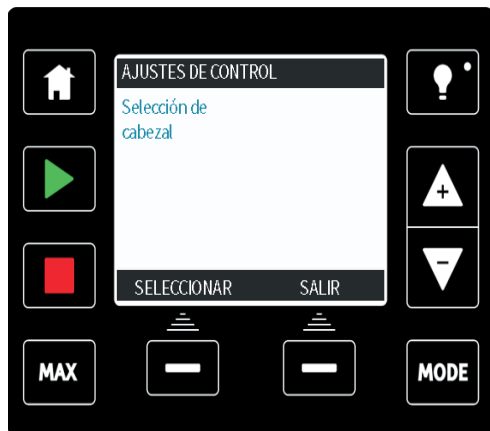 AJUSTES DE CONTROL
Selección de
cabezal
SELECCIONAR SALIR
MAX
MODE